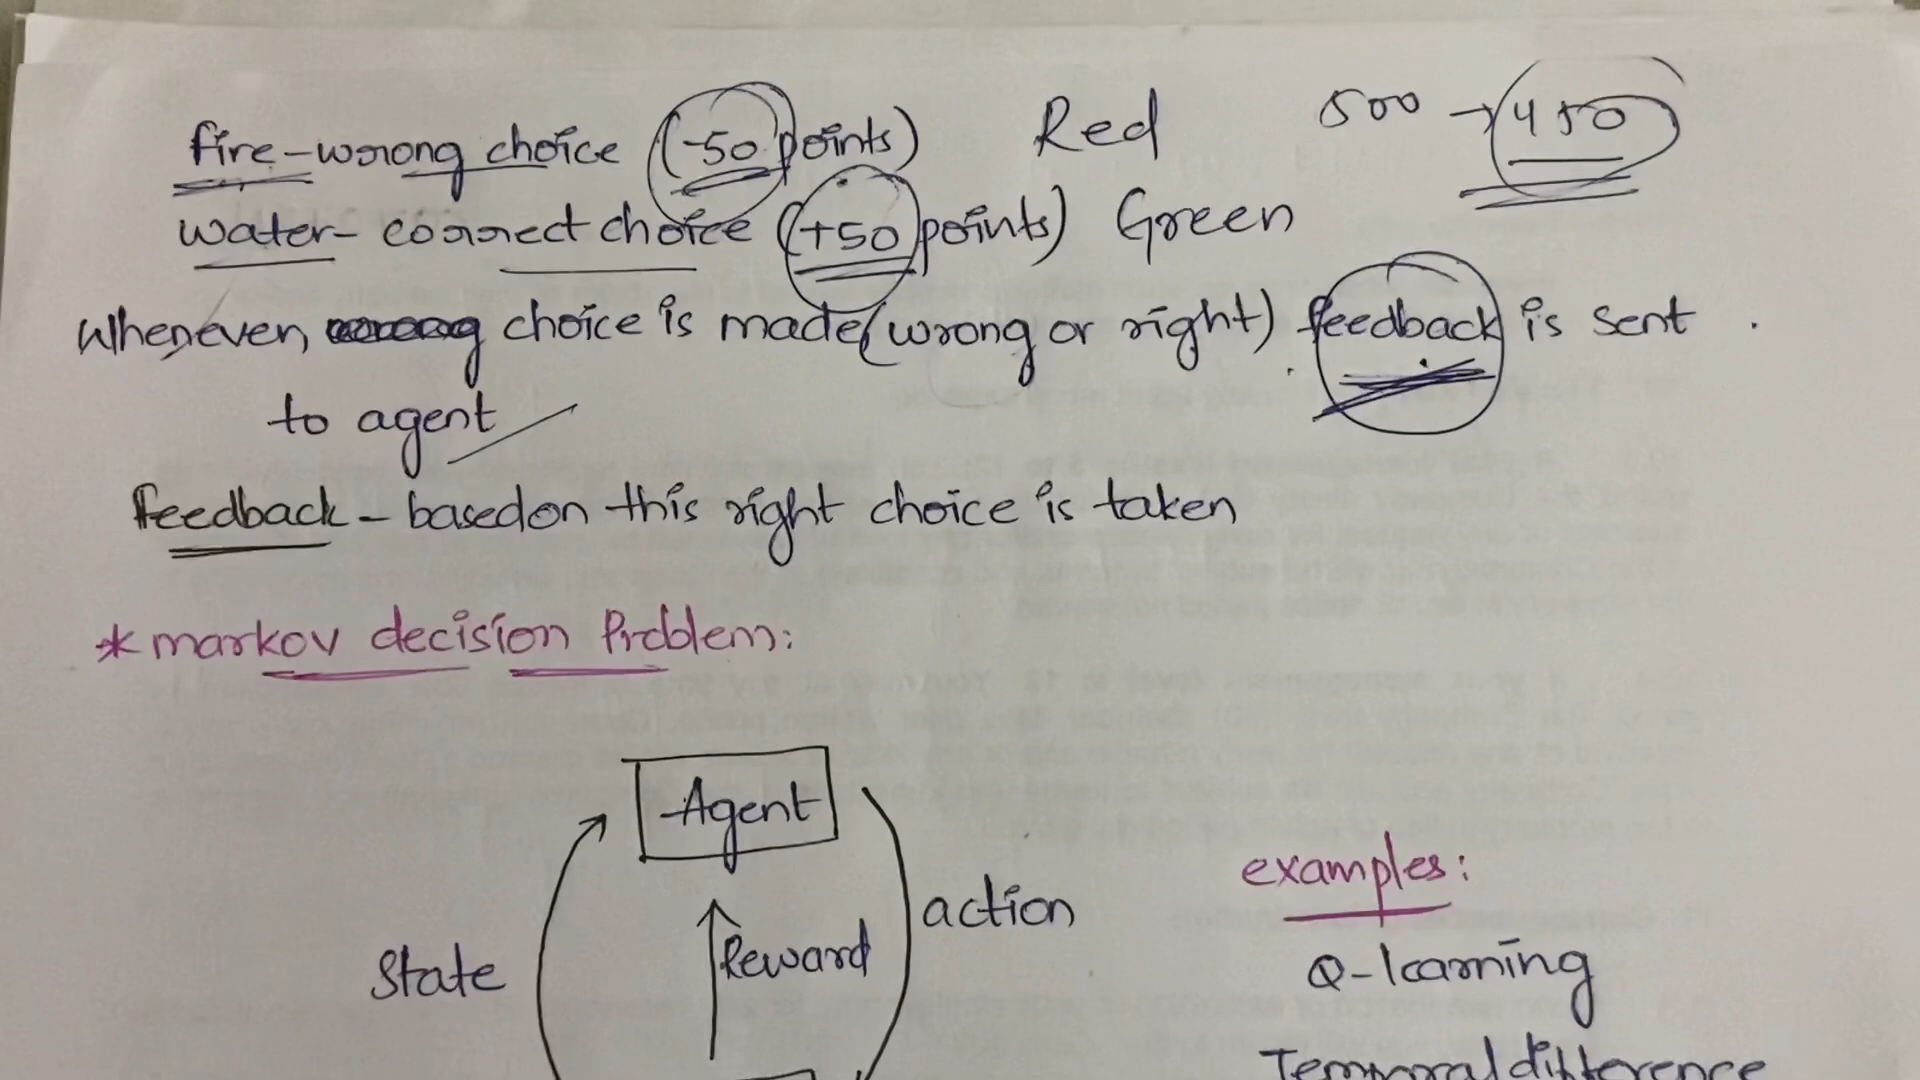 fire-wrong choice (-50 points) Red 500 → 450
water- correct choice (+50 points) Green
Whenever, choice is made (wrong or right) feedback is sent
to agent
feedback - based on this right choice is taken
* markov decision Problem:
Agent
action
State
Reward
examples:
Q-learning
Temporal difference